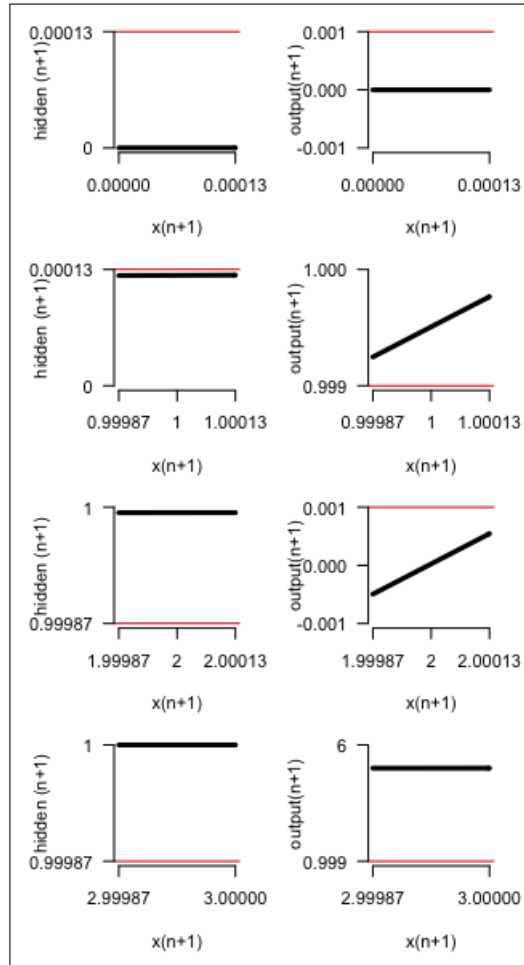 0.00013
hidden (n+1)
0
0.00000 0.00013
x(n+1)
0.001
output(n+1)
0.000
-0.001
0.00000 0.00013
x(n+1)
0.00013
hidden (n+1)
0
0.99987 1 1.00013
x(n+1)
1.000
output(n+1)
0.999
0.99987 1 1.00013
x(n+1)
1
hidden (n+1)
0.99987
1.99987 2 2.00013
x(n+1)
0.001
output(n+1)
0.000
-0.001
1.99987 2 2.00013
x(n+1)
1
hidden (n+1)
0.99987
2.99987 3.00000
x(n+1)
6
output(n+1)
0.999
2.99987 3.00000
x(n+1)